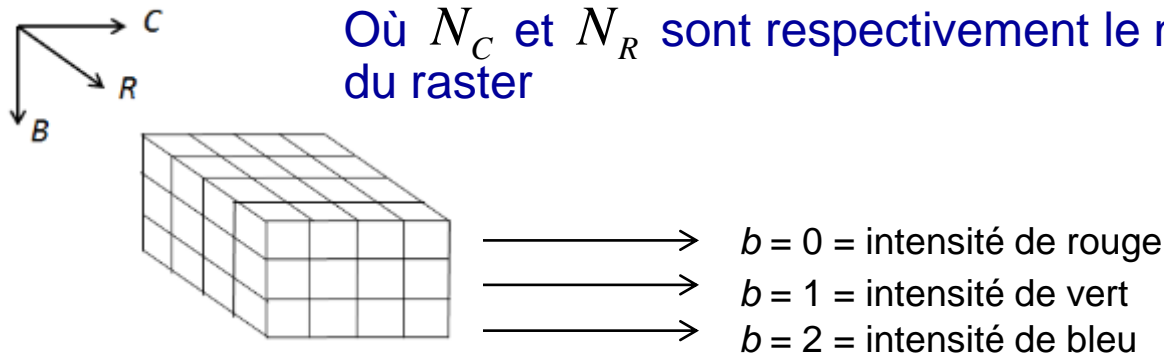 C
R
B
Où N_C et N_R sont respectivement le
du raster
b = 0 = intensité de rouge
b = 1 = intensité de vert
b = 2 = intensité de bleu